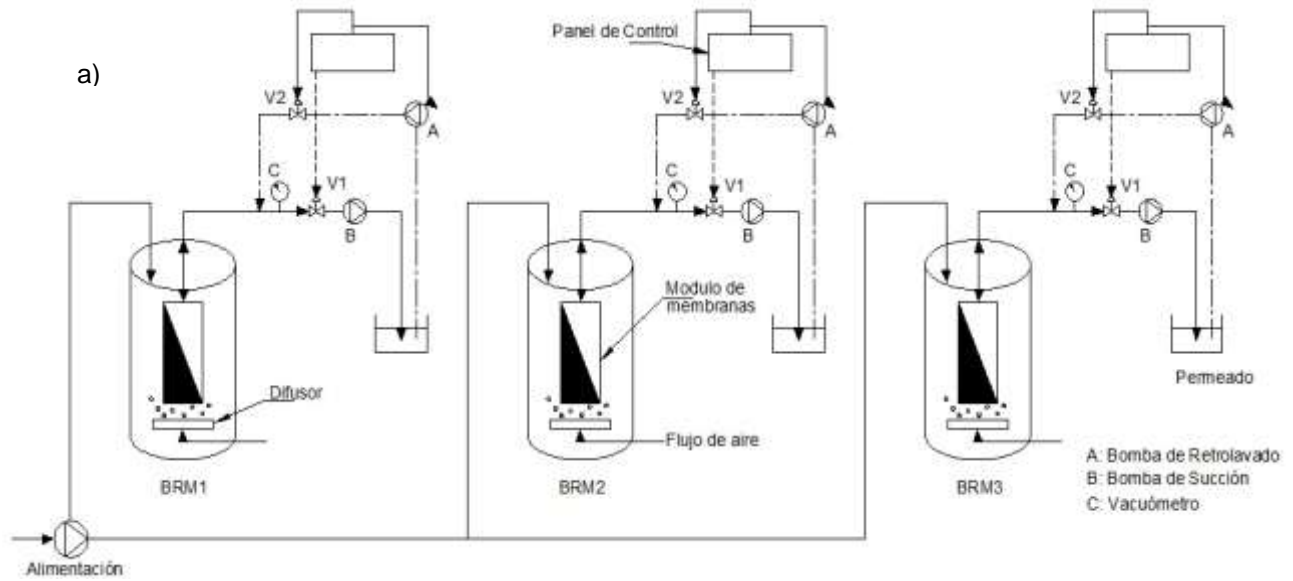 a)
Panel de Control
V2
A
C
V1
B
V2
A
C
V1
B
V2
A
C
V1
B
Modulo de
membranas
Difusor
Flujo de aire
Permeado
BRM1
BRM2
BRM3
A: Bomba de Retrolavado
B: Bomba de Succión
C: Vacuómetro
Alimentación